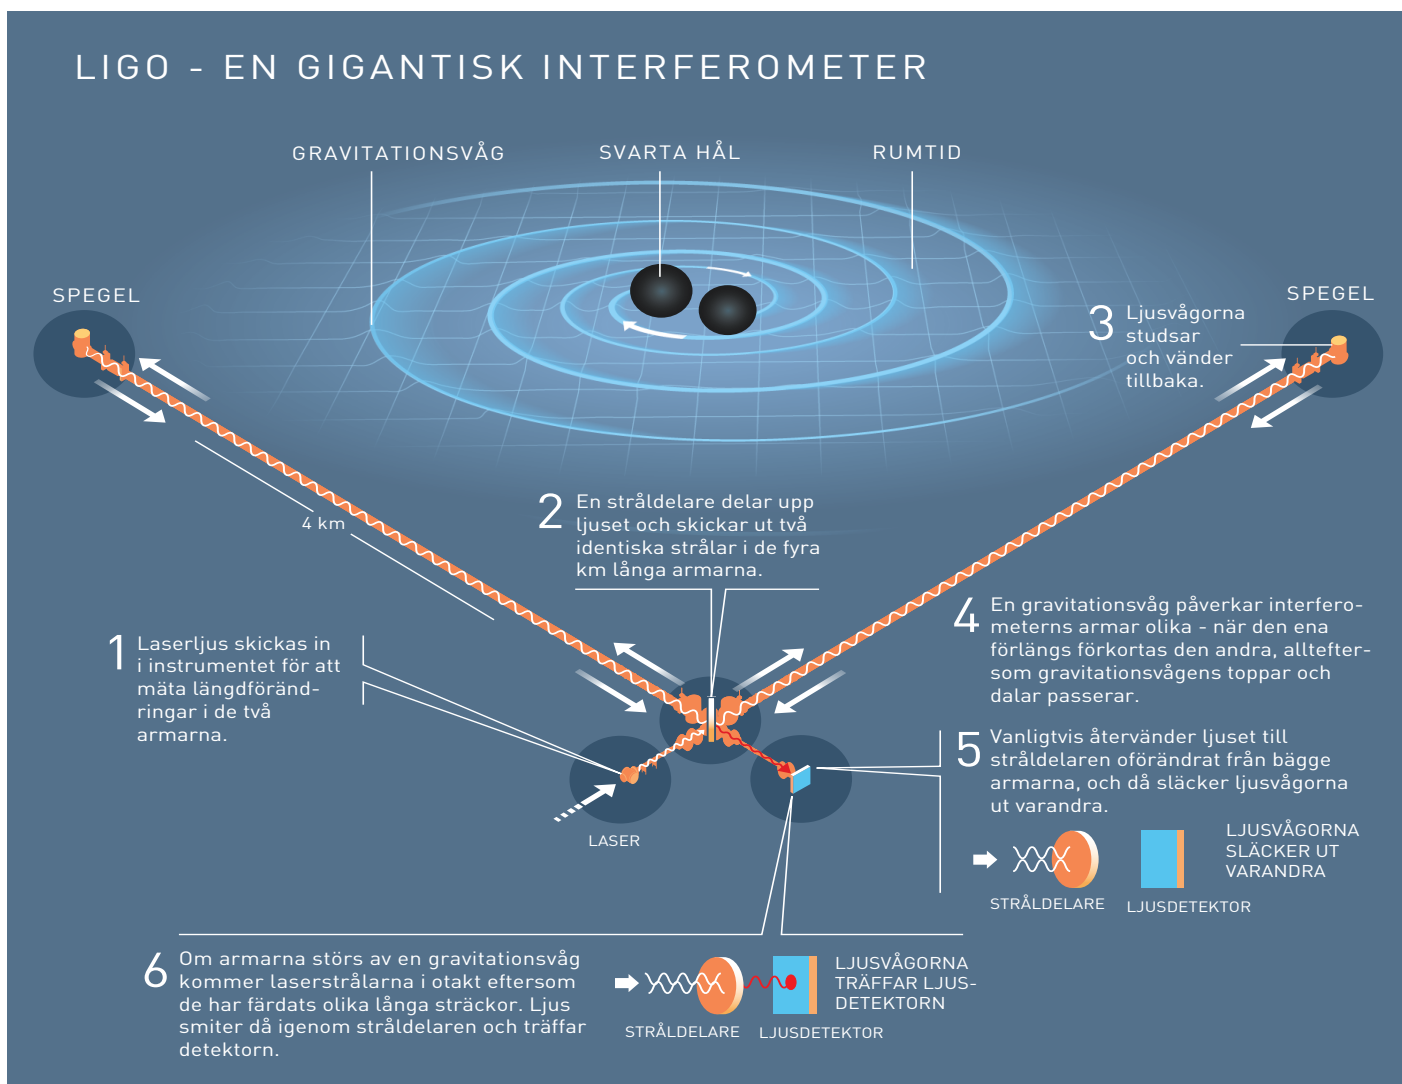 LIGO - EN GIGANTISK INTERFEROMETER
GRAVITATIONSVÅG
SVARTA HÅL
RUMTID
SPEGEL
SPEGEL
3 Ljusvågorna
studsar
och vänder
tillbaka.
4 km
2 En stråldelare delar upp
ljuset och skickar ut två
identiska strålar i de fyra
km långa armarna.
1 Laserljus skickas in
i instrumentet för att
mäta längdföränd-
ringar i de två
armarna.
4 En gravitationsvåg påverkar interfero-
meterns armar olika - när den ena
förlängs förkortas den andra, alltefter-
som gravitationsvågens toppar och
dalar passerar.
5 Vanligtvis återvänder ljuset till
stråldelaren oförändrat från bägge
armarna, och då släcker ljusvågorna
ut varandra.
LASER
LJUSVÅGORNA
SLÄCKER UT
VARANDRA
STRÅLDELARE
LJUSDETEKTOR
6 Om armarna störs av en gravitationsvåg
kommer laserstrålarna i otakt eftersom
de har färdats olika långa sträckor. Ljus
smiter då igenom stråldelaren och träffar
detektorn.
LJUSVÅGORNA
TRÄFFAR LJUS-
DETEKTORN
STRÅLDELARE
LJUSDETEKTOR